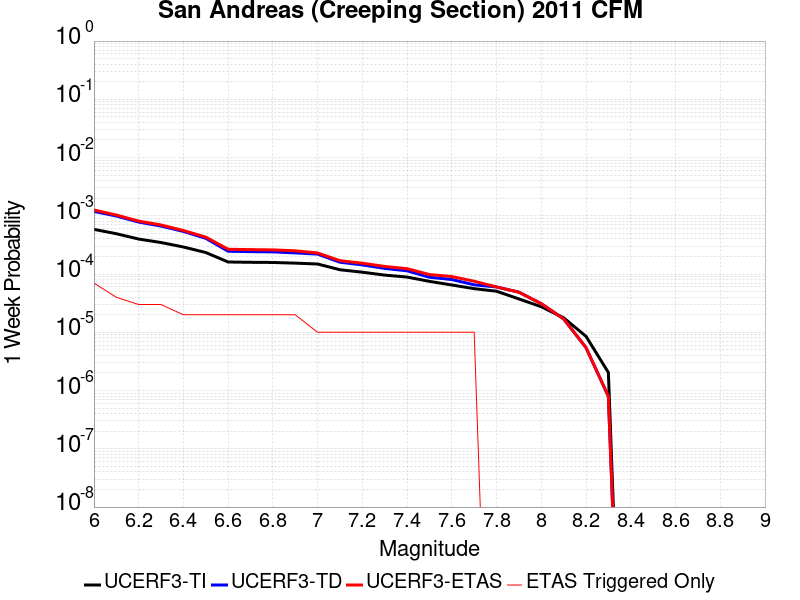 San Andreas (Creeping Section) 2011 CFM
1 Week Probability
10^0
10^-1
10^-2
10^-3
10^-4
10^-5
10^-6
10^-7
10^-8
6 6.2 6.4 6.6 6.8 7 7.2 7.4 7.6 7.8 8 8.2 8.4 8.6 8.8 9
Magnitude
UCERF3-TI UCERF3-TD UCERF3-ETAS ETAS Triggered Only